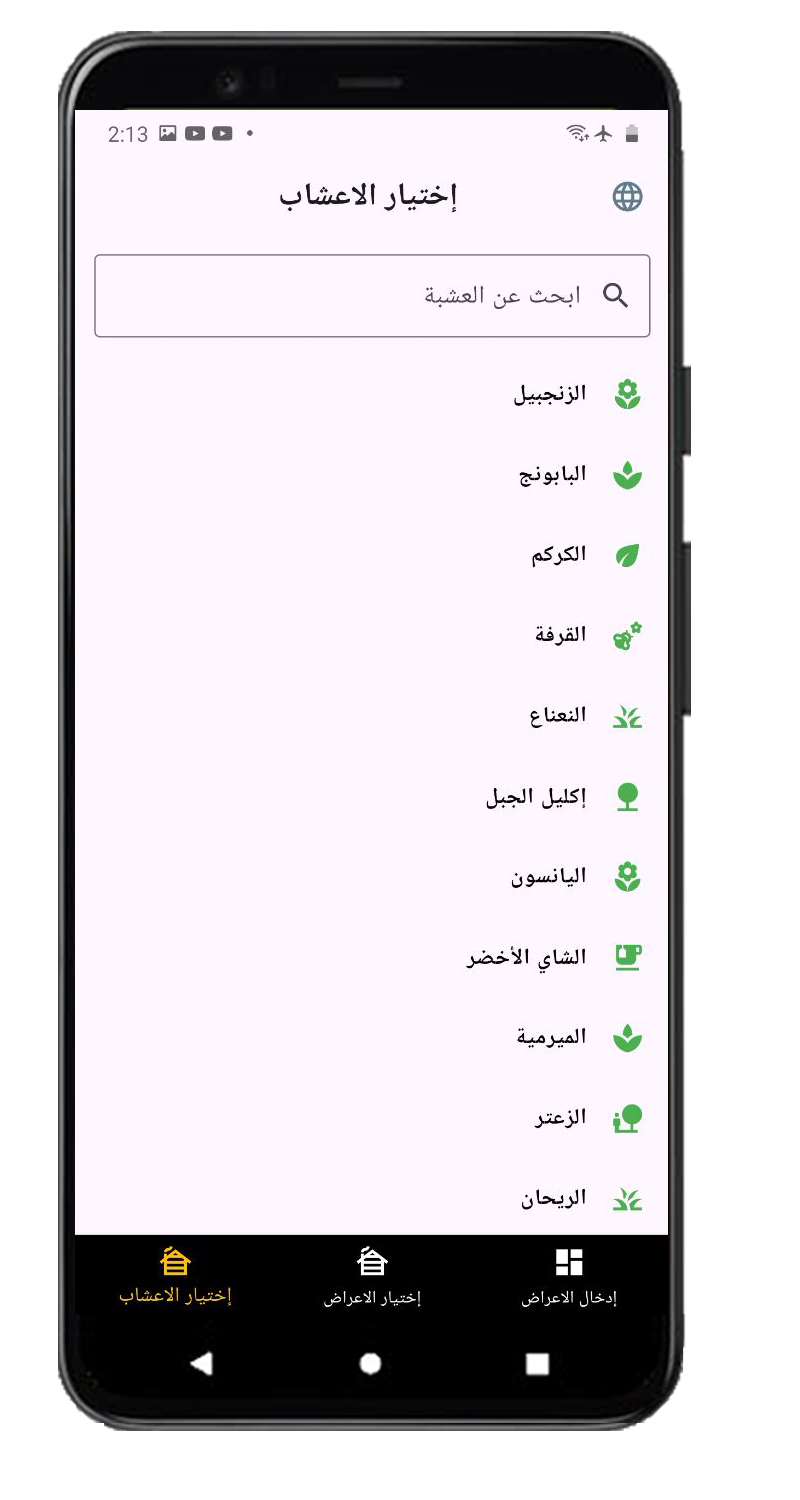 2:13
إختيار الاعشاب
ابحث عن العشبة
الزنجبيل
البابونج
الكركم
القرفة
النعناع
إكليل الجبل
اليانسون
الشاي الأخضر
الميرمية
الزعتر
الريحان
إدخال الاعراض
إختيار الاعراض
إختيار الاعشاب